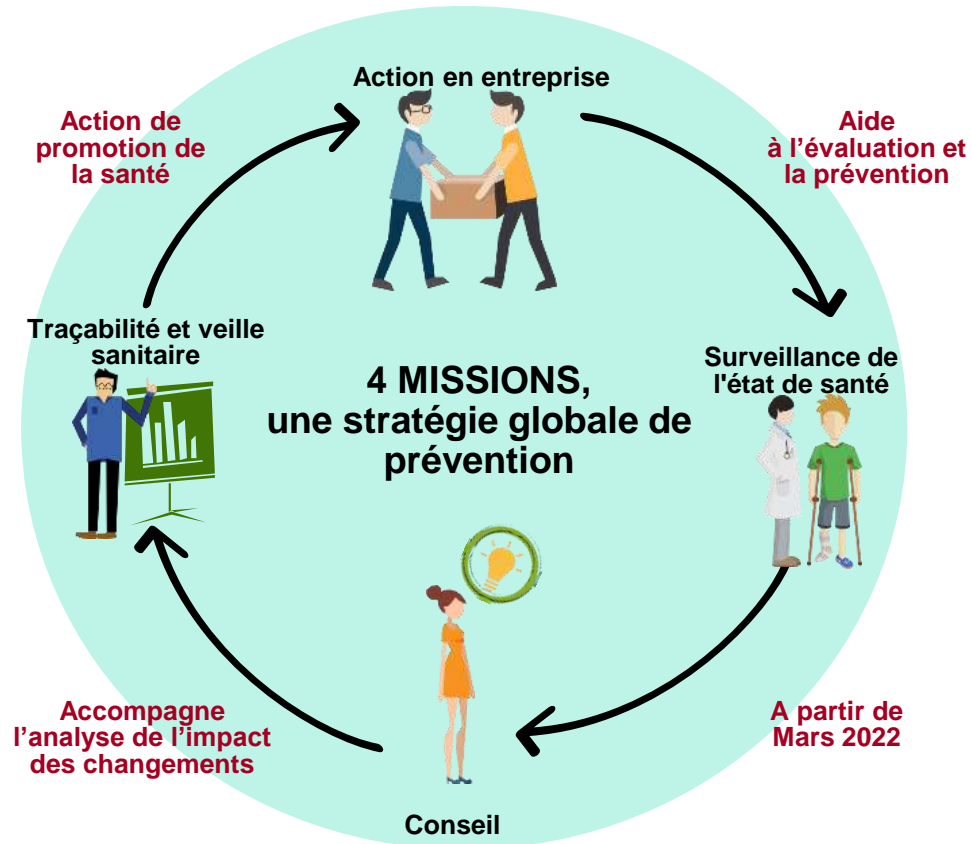 Action en entreprise
Action de
promotion de
la santé
Aide
à l’évaluation et
la prévention
Traçabilité et veille
sanitaire
4 MISSIONS,
une stratégie globale de
prévention
Surveillance de
l'état de santé
Accompagne
l’analyse de l’impact
des changements
A partir de
Mars 2022
Conseil